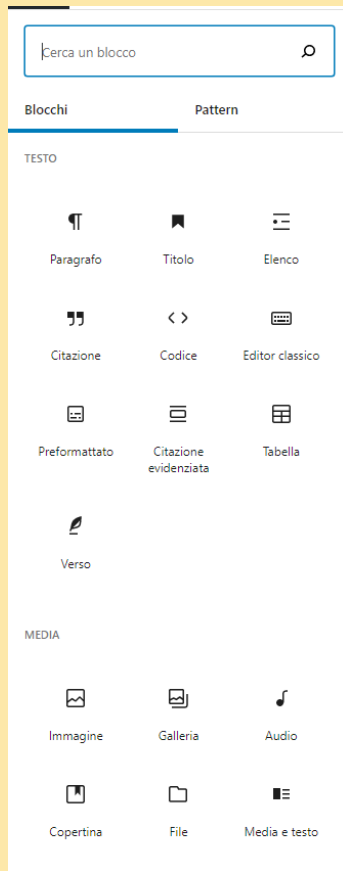 Cerca un blocco
Blocchi Pattern
TESTO
Paragrafo Titolo Elenco
Citazione Codice Editor classico
Preformattato Citazione Tabella
evidenziata
Verso
MEDIA
Immagine Galleria Audio
Copertina File Media e testo